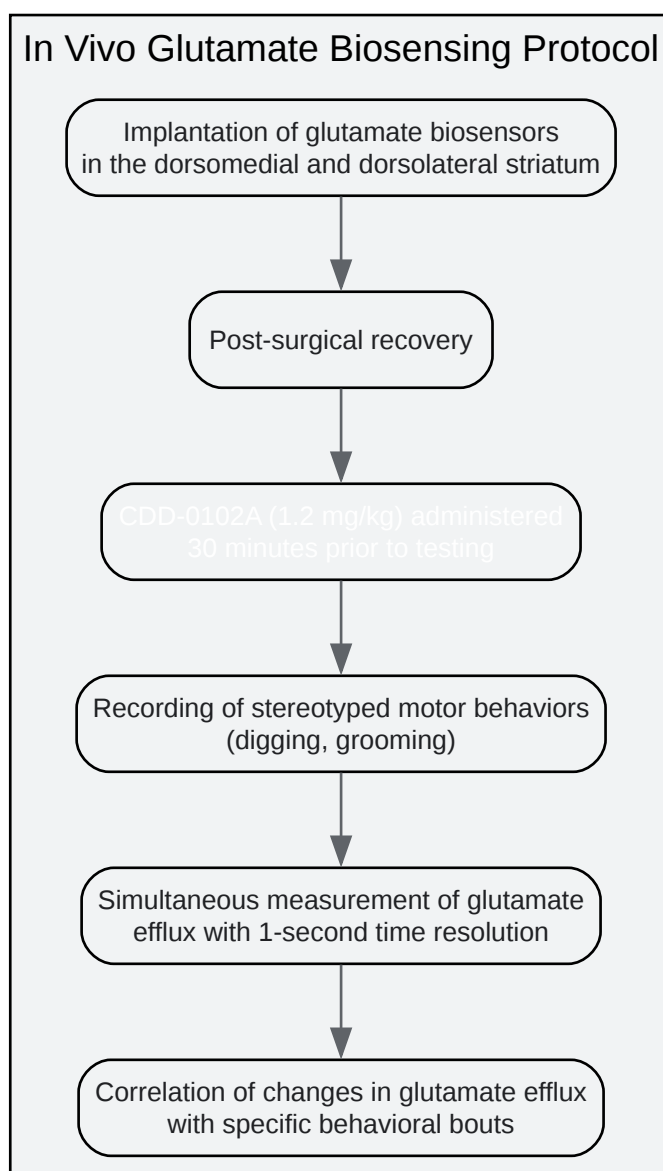 In Vivo Glutamate Biosensing Protocol
Implantation of glutamate biosensors
in the dorsomedial and dorsolateral striatum
Post-surgical recovery
CDD-0102A (1.2 mg/kg) administered
30 minutes prior to testing
Recording of stereotyped motor behaviors
(digging, grooming)
Simultaneous measurement of glutamate
efflux with 1-second time resolution
Correlation of changes in glutamate efflux
with specific behavioral bouts